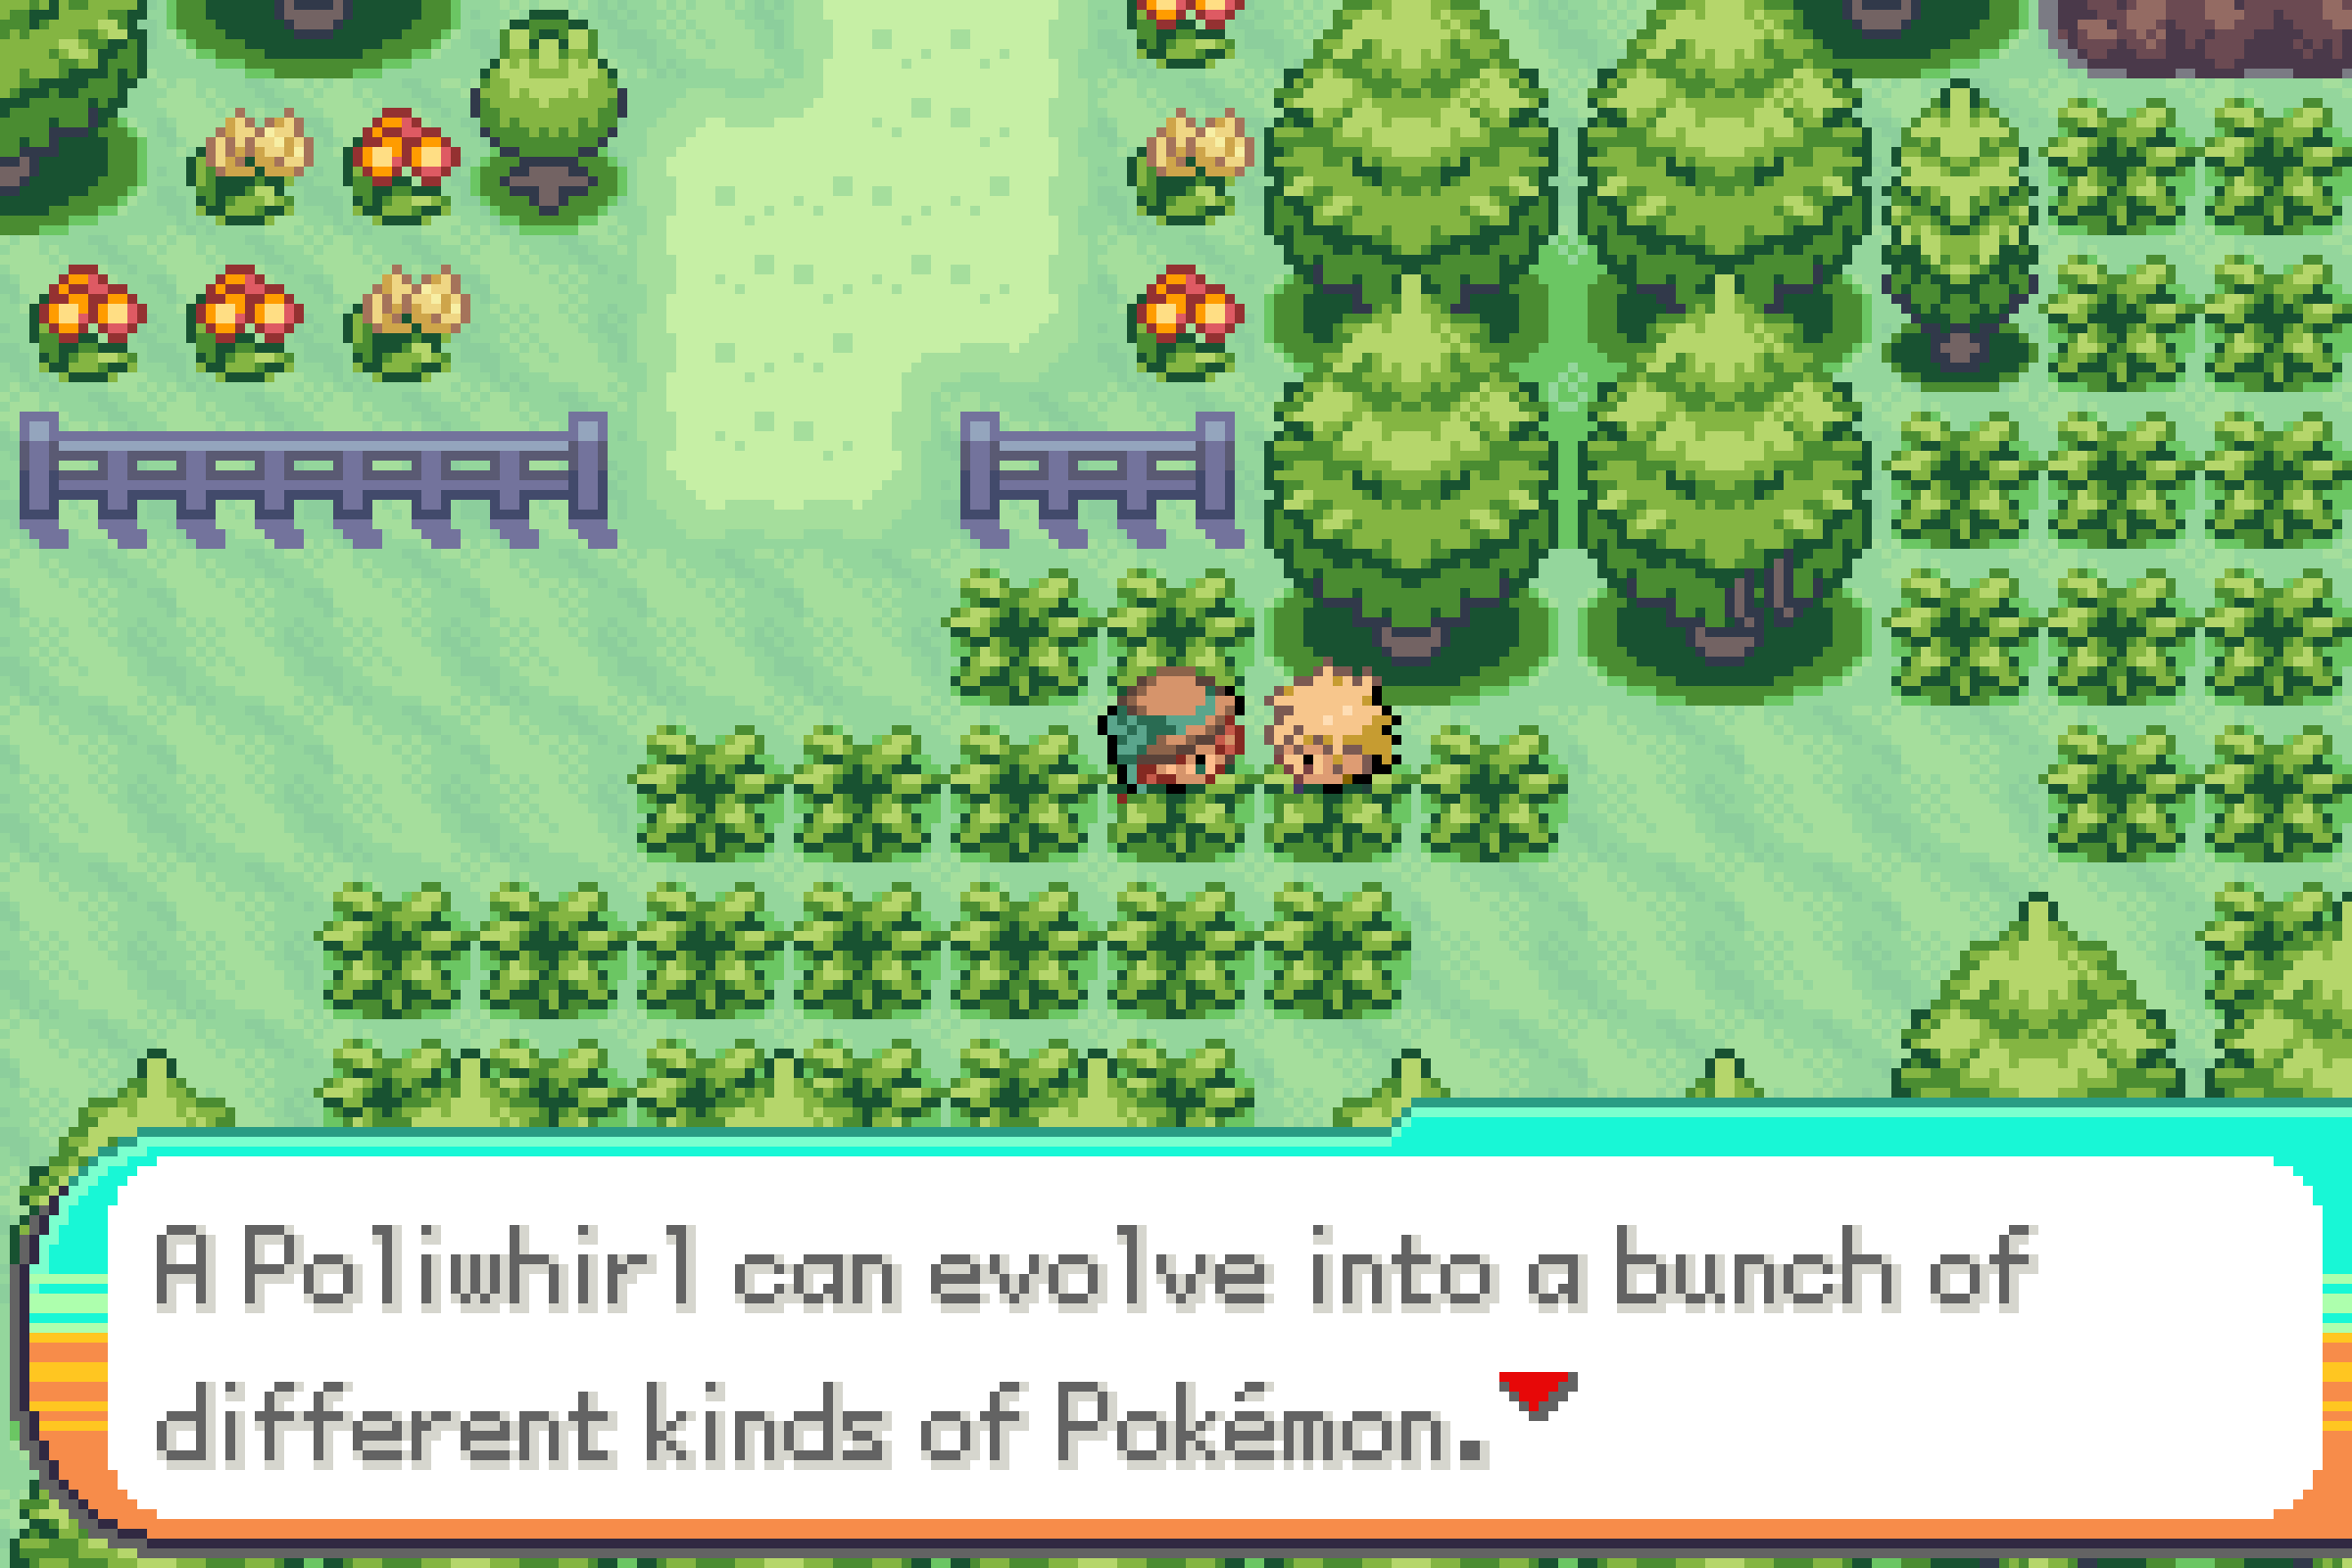 A Poliwhirl can evolve into a bunch of
different kinds of Pokémon.